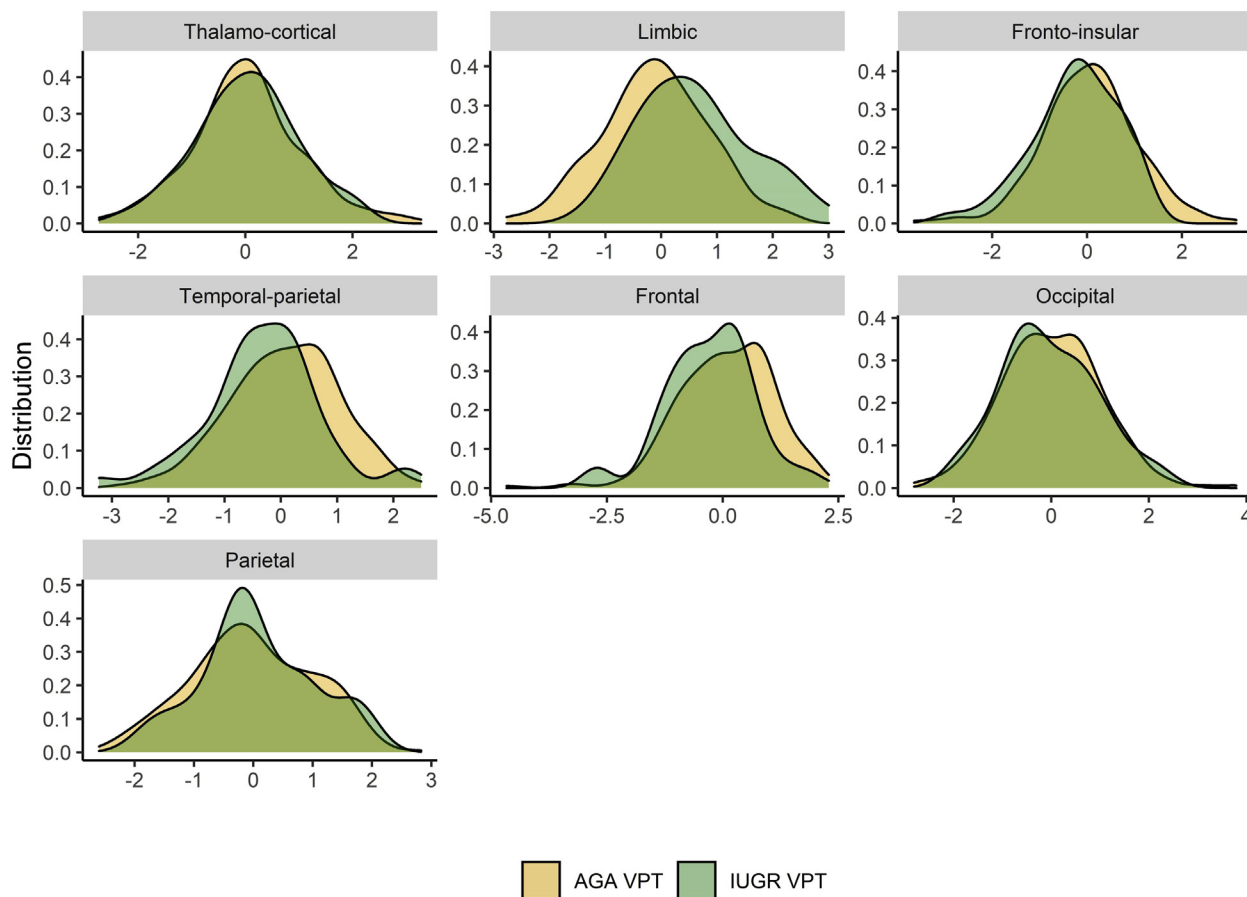 Thalamo-cortical
Limbic
Fronto-insular
0.4
0.3
0.2
0.1
0.0
0.4
0.3
0.2
0.1
0.0
0.4
0.3
0.2
0.1
0.0
-2 0 2
-3 -2 -1 0 1 2 3
-2 0 2
Temporal-parietal
Frontal
Occipital
Distribution
0.4
0.3
0.2
0.1
0.0
0.4
0.3
0.2
0.1
0.0
0.4
0.3
0.2
0.1
0.0
-3 -2 -1 0 1 2
-5.0 -2.5 0.0 2.5
-2 0 2 4
Parietal
0.5
0.4
0.3
0.2
0.1
0.0
-2 -1 0 1 2 3
AGA VPT IUGR VPT